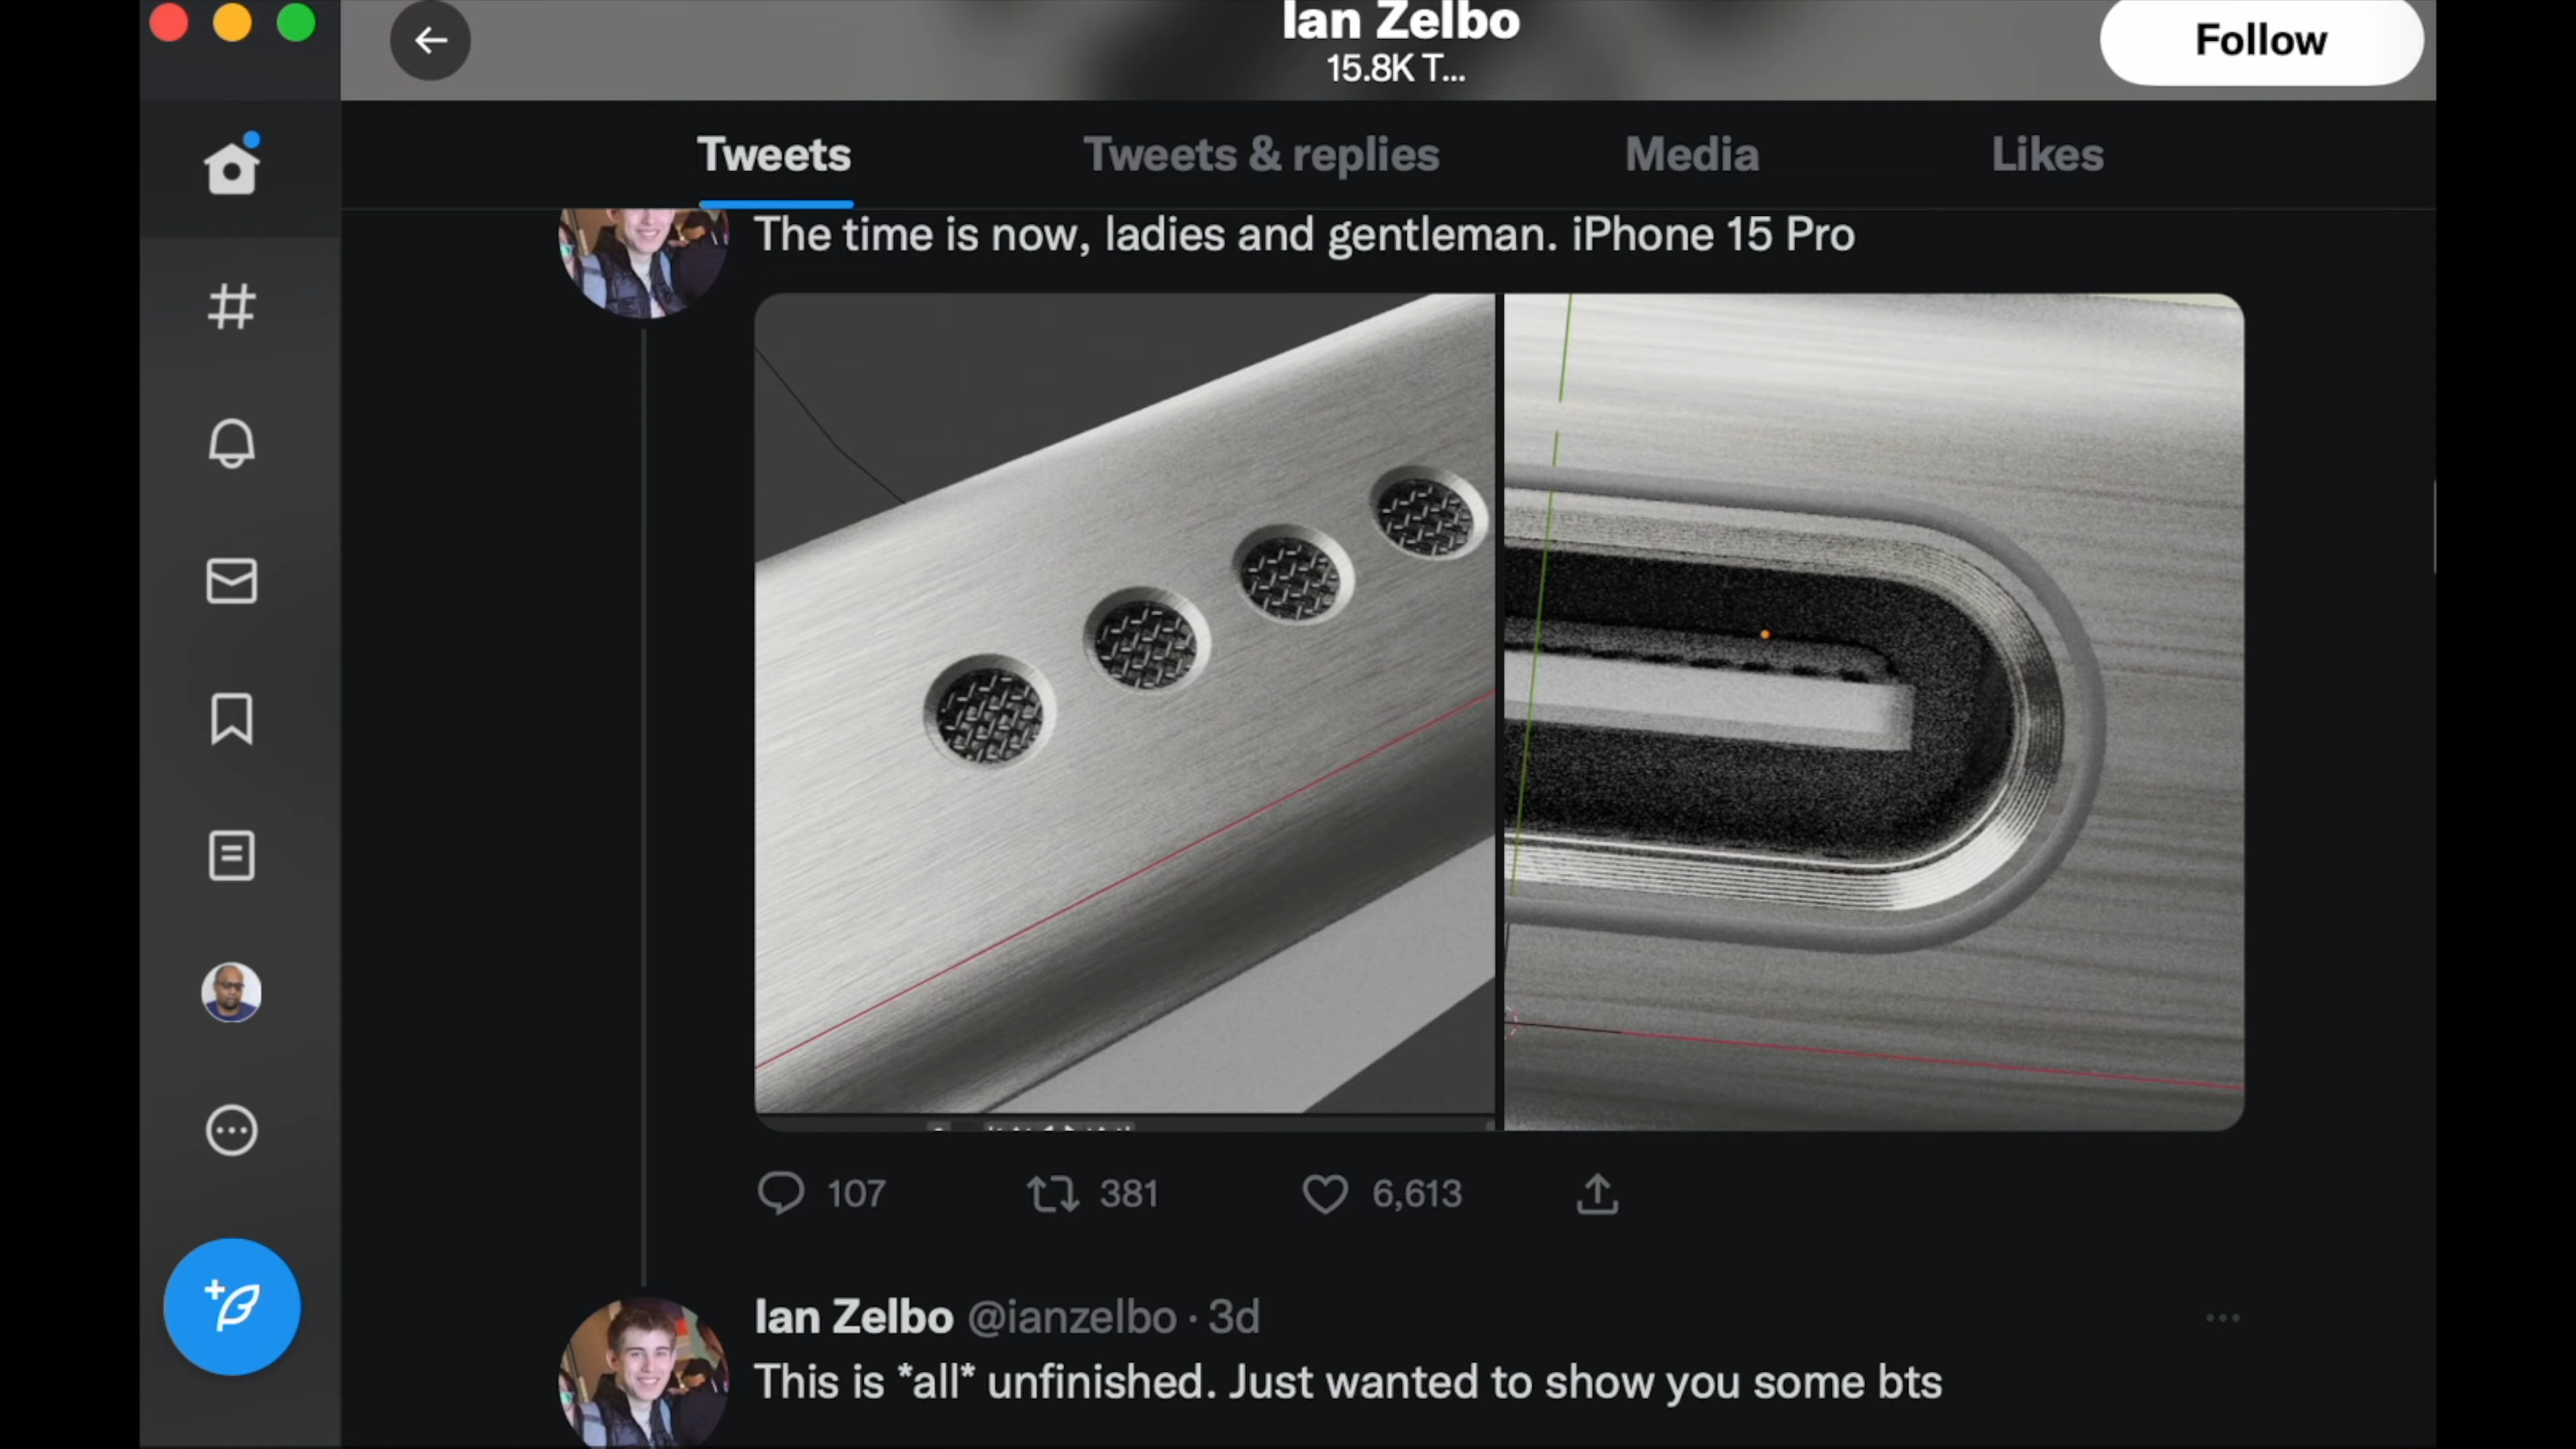 Ian Zelbo
15.8K T...
Follow
Tweets
Tweets & replies
Media
Likes
The time is now, ladies and gentleman. iPhone 15 Pro
107
381
6,613
Ian Zelbo @ianzelbo · 3d
This is *all* unfinished. Just wanted to show you some bts